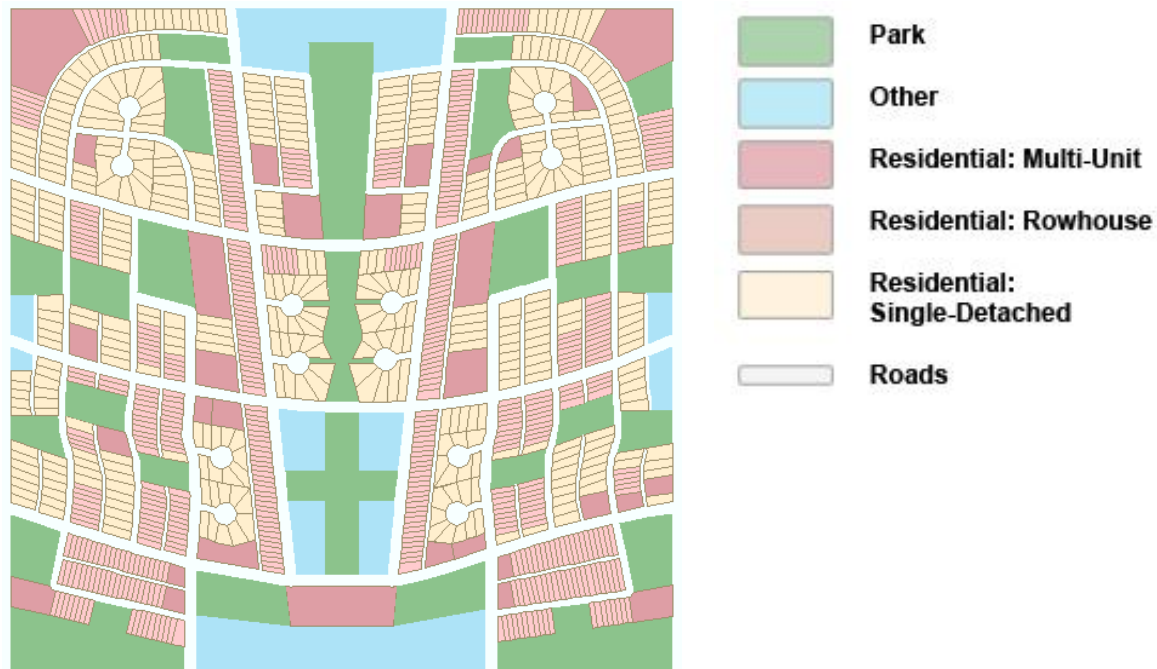 Park
Other
Residential: Multi-Unit
Residential: Rowhouse
Residential:
Single-Detached
Roads